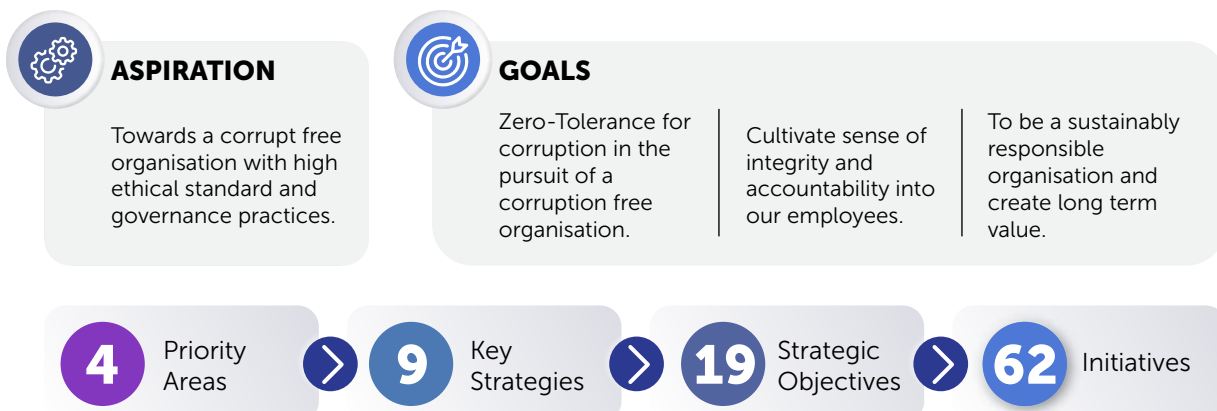 ASPIRATION
Towards a corrupt free
organisation with high
ethical standard and
governance practices.
GOALS
Zero-Tolerance for
corruption in the
pursuit of a
corruption free
organisation.
Cultivate sense of
integrity and
accountability into
our employees.
To be a sustainably
responsible
organisation and
create long term
value.
4
Priority
Areas
9
Key
Strategies
19
Strategic
Objectives
62
Initiatives